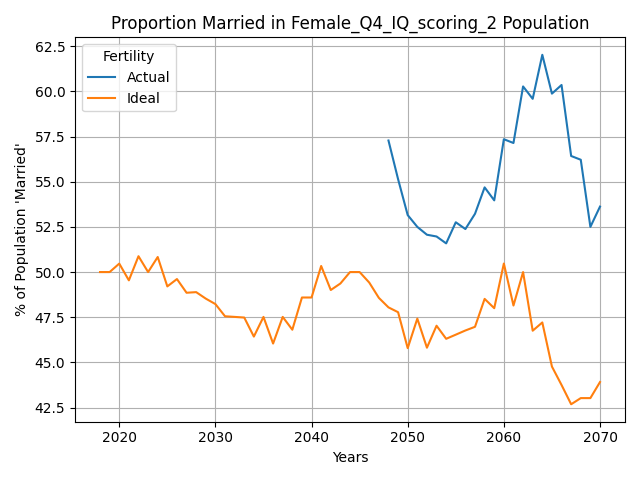 Proportion Married in Female_Q4_IQ_scoring_2 Population
Fertility
Actual
Ideal
% of Population 'Married'
62.5
60.0
57.5
55.0
52.5
50.0
47.5
45.0
42.5
2020
2030
2040
2050
2060
2070
Years